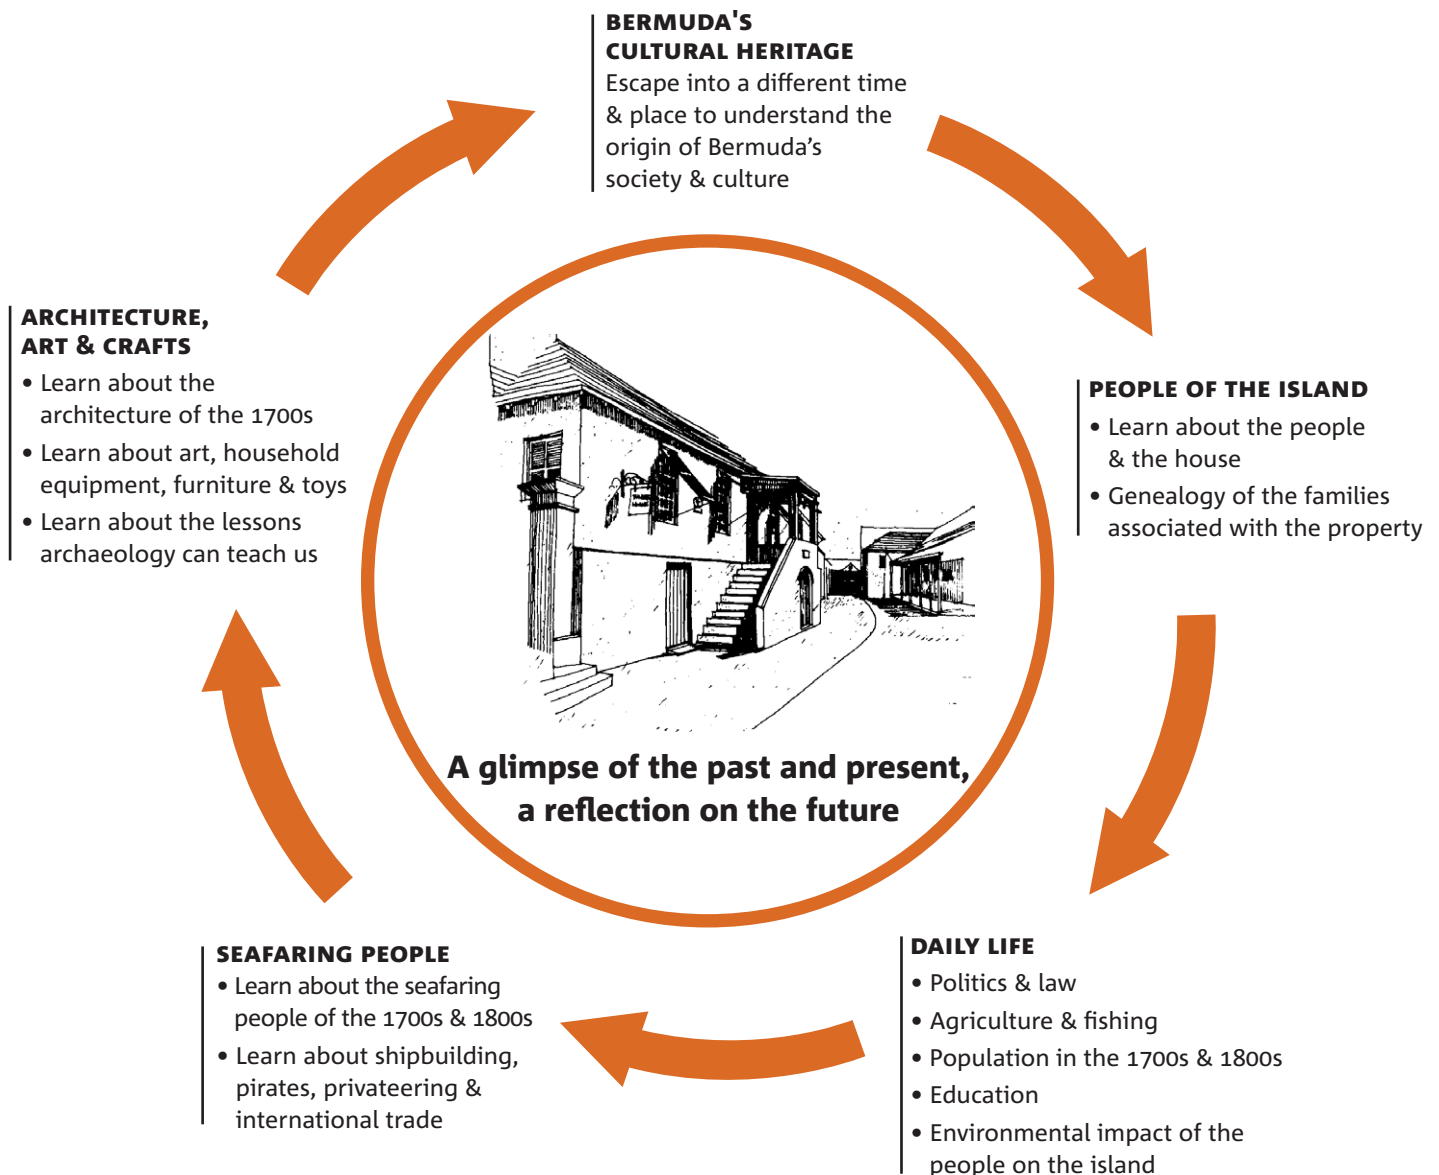 BERMUDA'S
CULTURAL HERITAGE
Escape into a different time
& place to understand the
origin of Bermuda’s
society & culture
PEOPLE OF THE ISLAND
• Learn about the people
& the house
• Genealogy of the families
associated with the property
DAILY LIFE
• Politics & law
• Agriculture & fishing
• Population in the 1700s & 1800s
• Education
• Environmental impact of the
people on the island
SEAFARING PEOPLE
• Learn about the seafaring
people of the 1700s & 1800s
• Learn about shipbuilding,
pirates, privateering &
international trade
ARCHITECTURE,
ART & CRAFTS
• Learn about the
architecture of the 1700s
• Learn about art, household
equipment, furniture & toys
• Learn about the lessons
archaeology can teach us
A glimpse of the past and present,
a reflection on the future